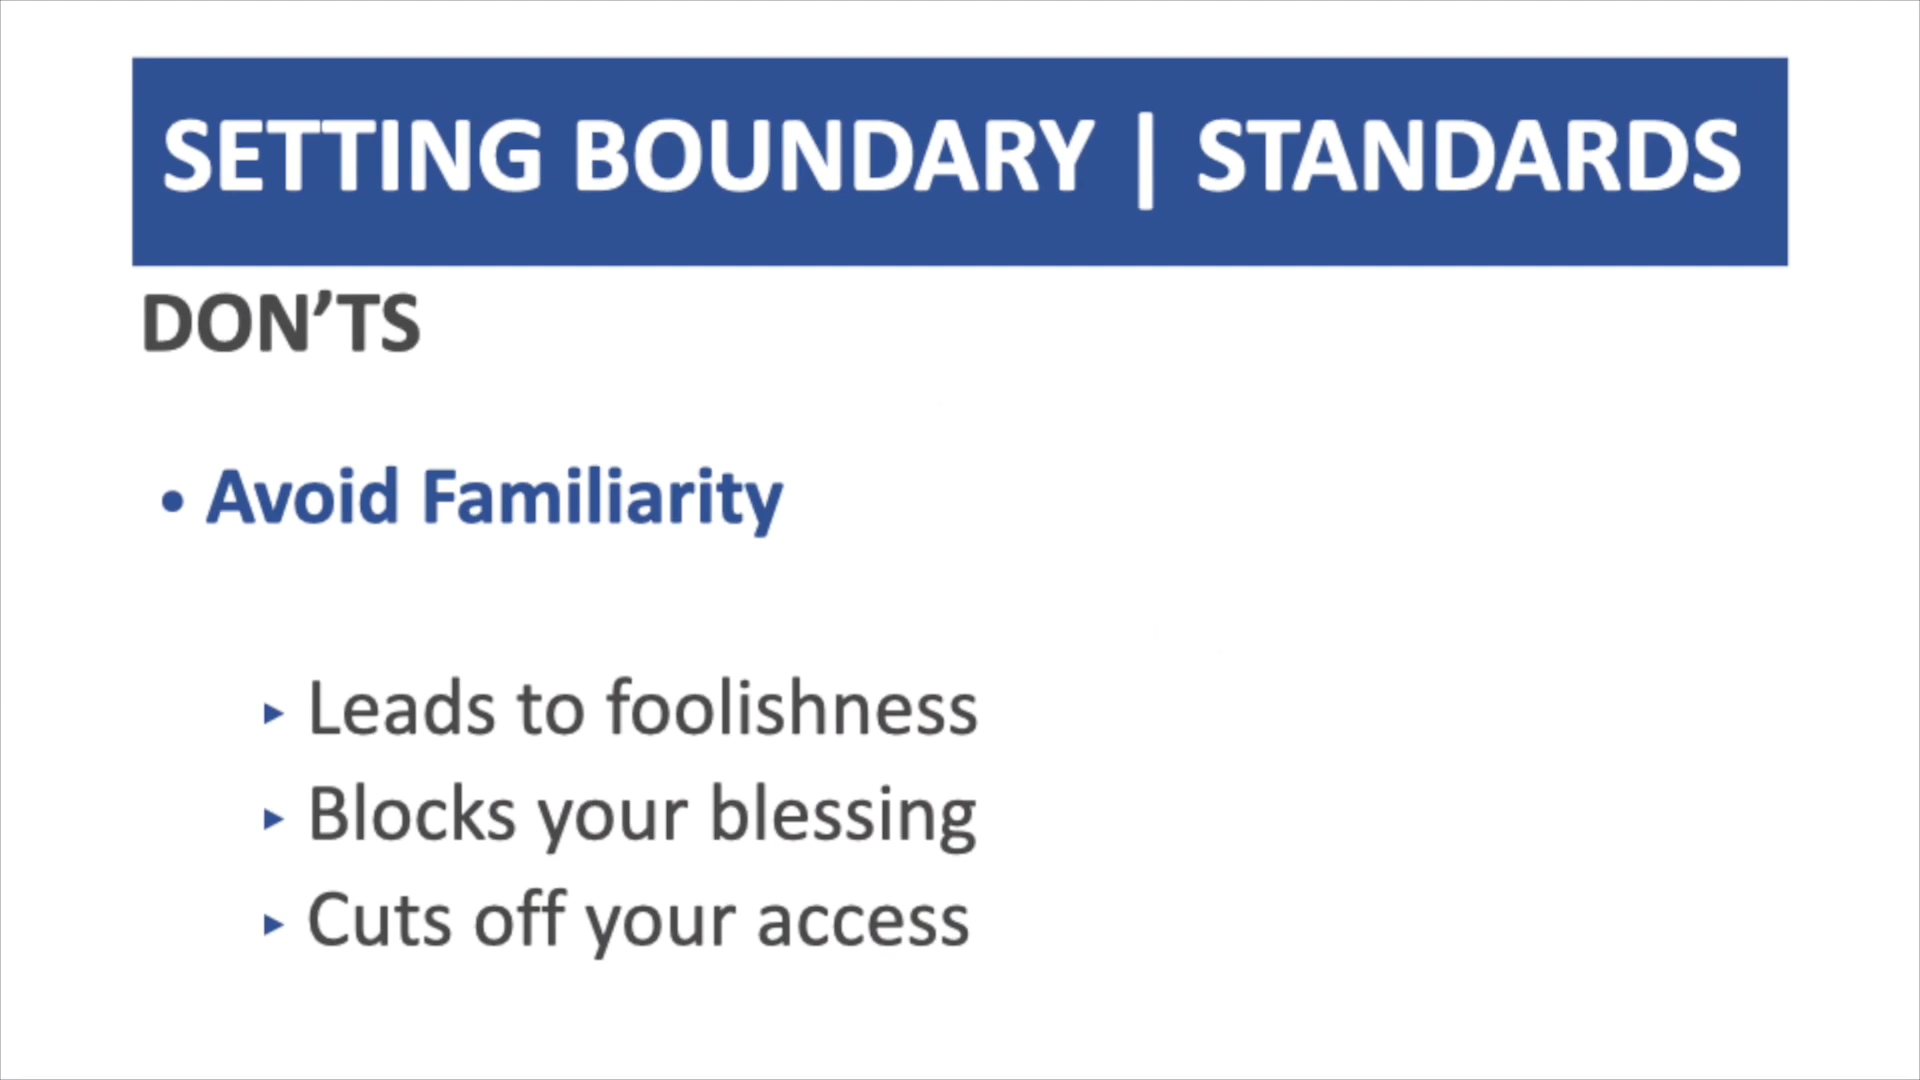 SETTING BOUNDARY | STANDARDS
DON’TS
• Avoid Familiarity
▸ Leads to foolishness
▸ Blocks your blessing
▸ Cuts off your access